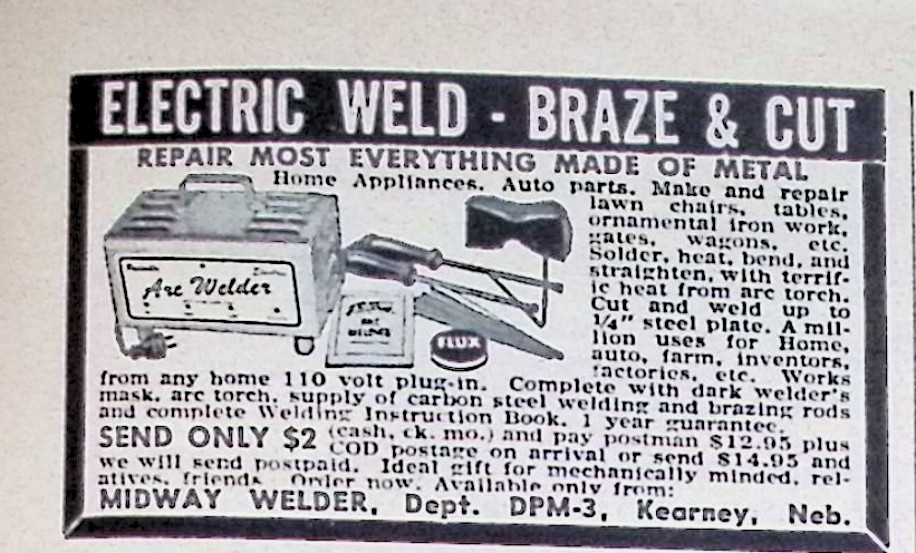 ELECTRIC WELD - BRAZE & CUT
REPAIR MOST EVERYTHING MADE OF METAL
Home Appliances. Auto parts. Make and repair
lawn chairs, tables,
ornamental iron work,
gates, wagons, etc.
Solder, heat, bend, and
straighten, with terrif-
ic heat from arc torch.
Cut and weld up to
1/4" steel plate. A mil-
lion uses for Home,
auto, farm, inventors,
factories, etc. Works
Arc Welder
ARC
WELDER
FLUX
from any home 110 volt plug-in. Complete with dark welder's
mask, arc torch, supply of carbon steel welding and brazing rods
and complete Welding Instruction Book. 1 year guarantee.
SEND ONLY $2 (cash, ck. mo.) and pay postman $12.95 plus
COD postage on arrival or send $14.95 and
we will send postpaid. Ideal gift for mechanically minded, rel-
atives, friends. Order now. Available only from:
MIDWAY WELDER, Dept. DPM-3, Kearney, Neb.